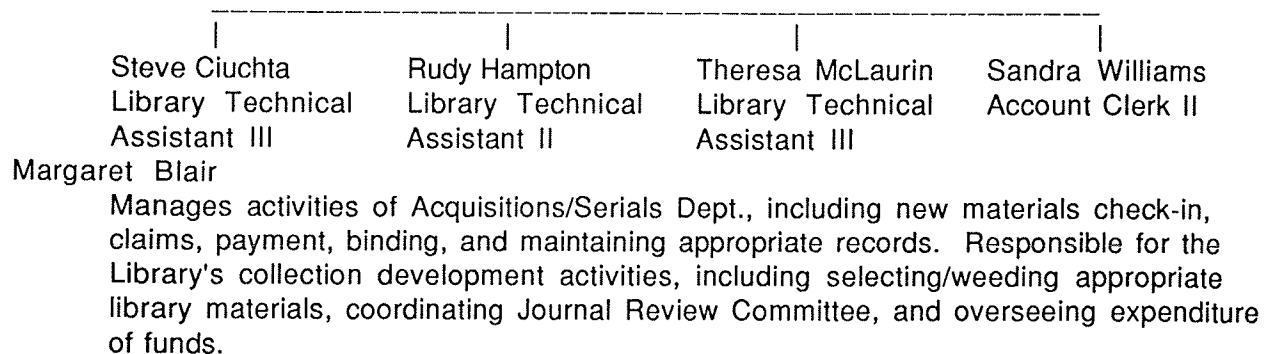 Steve Ciuchta Rudy Hampton Theresa McLaurin Sandra Williams
Library Technical Library Technical Library Technical Account Clerk II
Assistant III Assistant II Assistant III
Margaret Blair
Manages activities of Acquisitions/Serials Dept., including new materials check-in,
claims, payment, binding, and maintaining appropriate records. Responsible for the
Library's collection development activities, including selecting/weeding appropriate
library materials, coordinating Journal Review Committee, and overseeing expenditure
of funds.